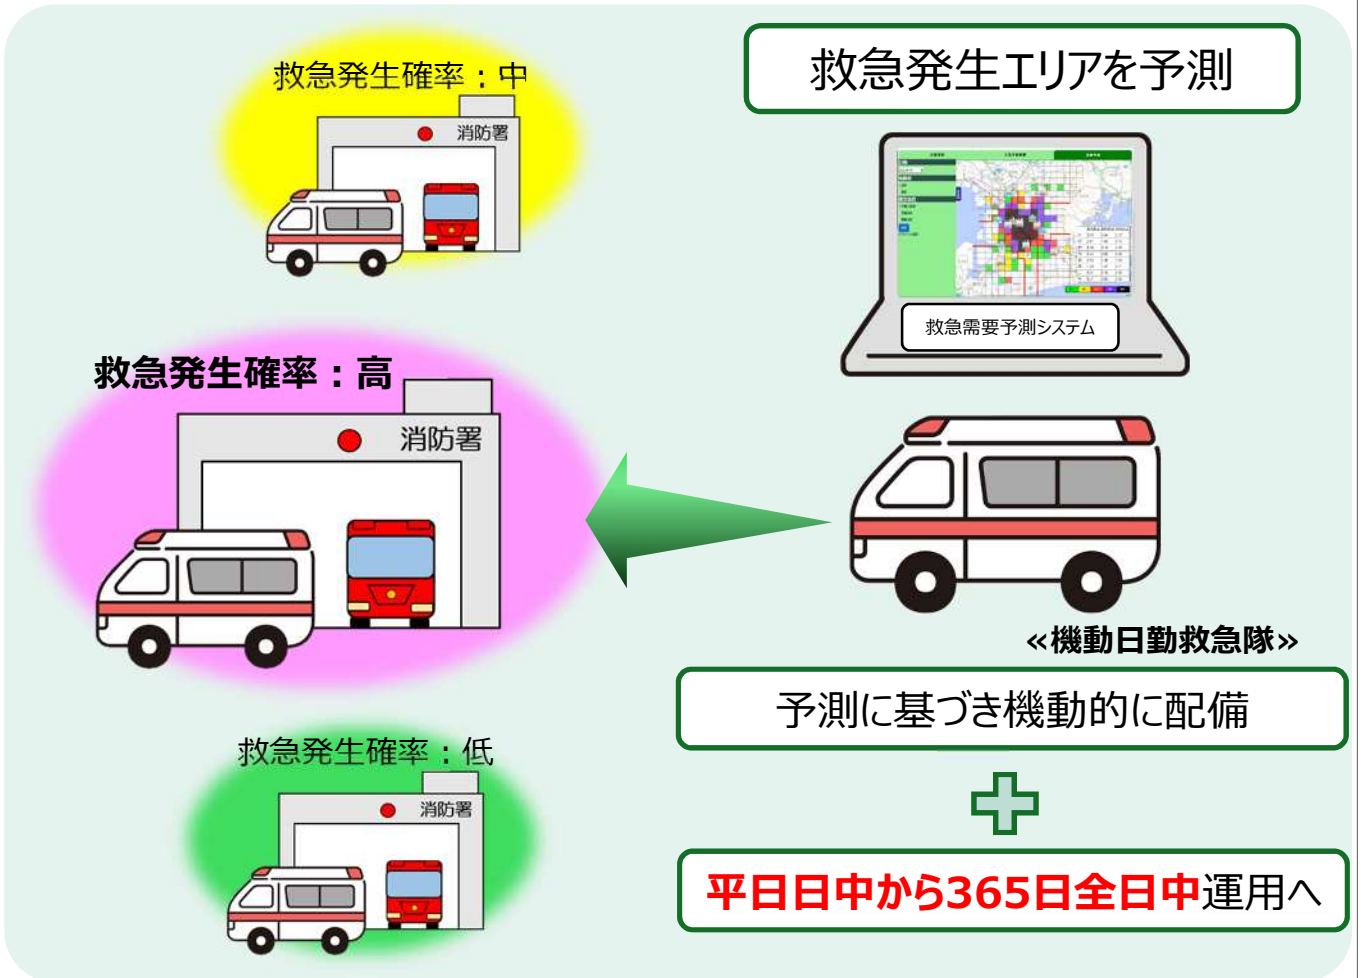 救急発生確率：中
消防署
救急発生確率：高
消防署
救急発生確率：低
消防署
救急発生エリアを予測
救急需要予測システム
«機動日勤救急隊»
予測に基づき機動的に配備
平日日中から365日全日中運用へ